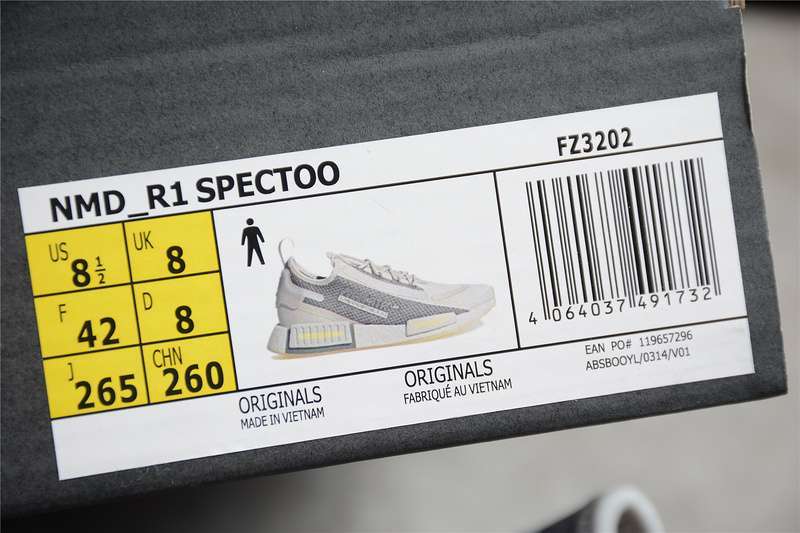 NMD_R1 SPECTOO
FZ3202
US 8 1/2
UK 8
F 42
D 8
J 265
CHN 260
4 064037 491732
ORIGINALS
MADE IN VIETNAM
ORIGINALS
FABRIQUÉ AU VIETNAM
EAN PO# 119657296
ABSBOOYL/0314/V01